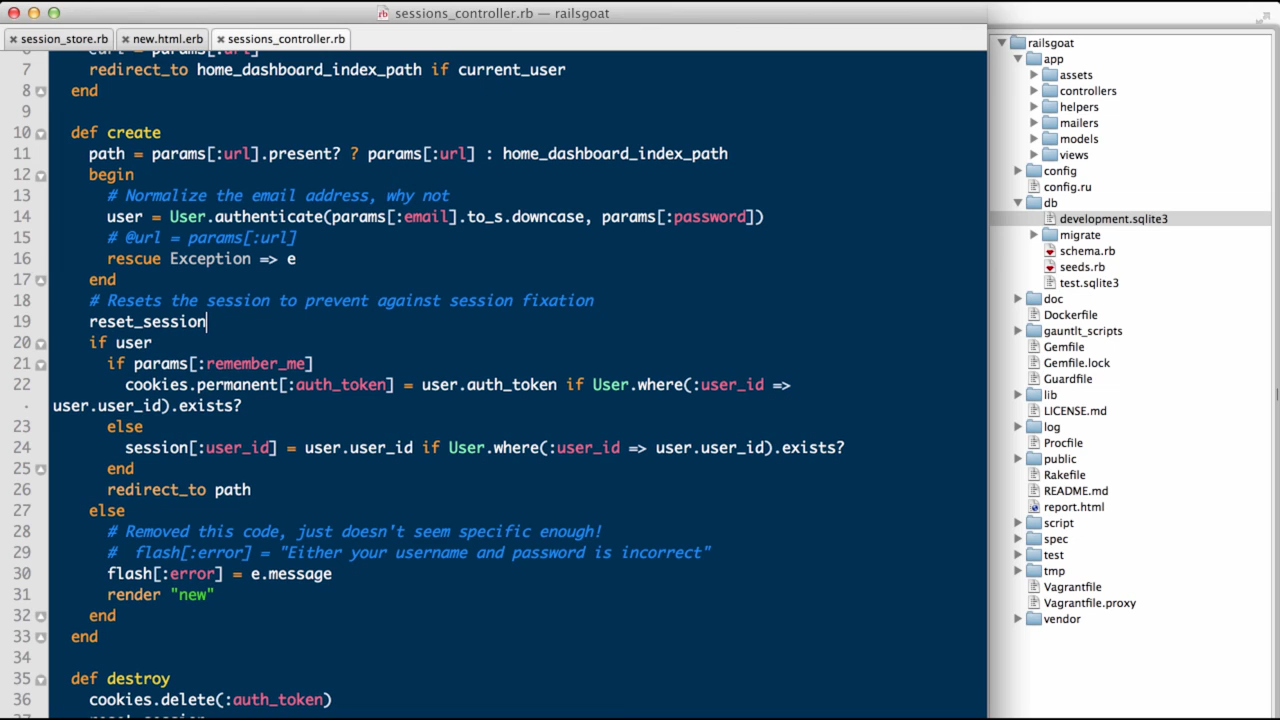 sessions_controller.rb — railsgoat
session_store.rb
new.html.erb
sessions_controller.rb
7 redirect_to home_dashboard_index_path if current_user
8 end
9
10 def create
11 path = params[:url].present? ? params[:url] : home_dashboard_index_path
12 begin
13 # Normalize the email address, why not
14 user = User.authenticate(params[:email].to_s.downcase, params[:password])
15 # @url = params[:url]
16 rescue Exception => e
17 end
18 # Resets the session to prevent against session fixation
19 reset_session
20 if user
21 if params[:remember_me]
22 cookies.permanent[:auth_token] = user.auth_token if User.where(:user_id =>
user.user_id).exists?
23 else
24 session[:user_id] = user.user_id if User.where(:user_id => user.user_id).exists?
25 end
26 redirect_to path
27 else
28 # Removed this code, just doesn't seem specific enough!
29 # flash[:error] = "Either your username and password is incorrect"
30 flash[:error] = e.message
31 render "new"
32 end
33 end
34
35 def destroy
36 cookies.delete(:auth_token)
railsgoat
app
assets
controllers
helpers
mailers
models
views
config
config.ru
db
development.sqlite3
migrate
schema.rb
seeds.rb
test.sqlite3
doc
Dockerfile
gauntlt_scripts
Gemfile
Gemfile.lock
Guardfile
lib
LICENSE.md
log
Procfile
public
Rakefile
README.md
report.html
script
spec
test
tmp
Vagrantfile
Vagrantfile.proxy
vendor